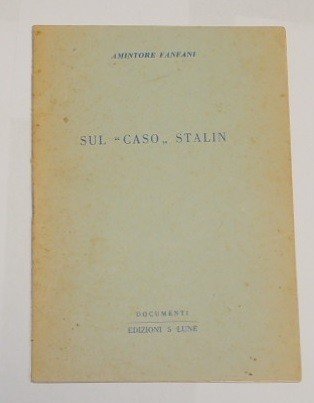 AMINTORE FANFANI
SUL "CASO„ STALIN
DOCUMENTI
EDIZIONI 5 LUNE